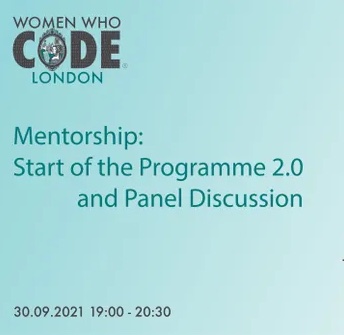 WOMEN WHO
CODE
LONDON
Mentorship:
Start of the Programme 2.0
and Panel Discussion
30.09.2021 19:00 - 20:30